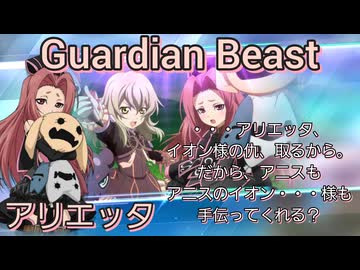 Guardian Beast
・・・アリエッタ、
イオン様の仇、取るから。
だから、アニスも
アニスのイオン・・・様も
手伝ってくれる？
アリエッタ